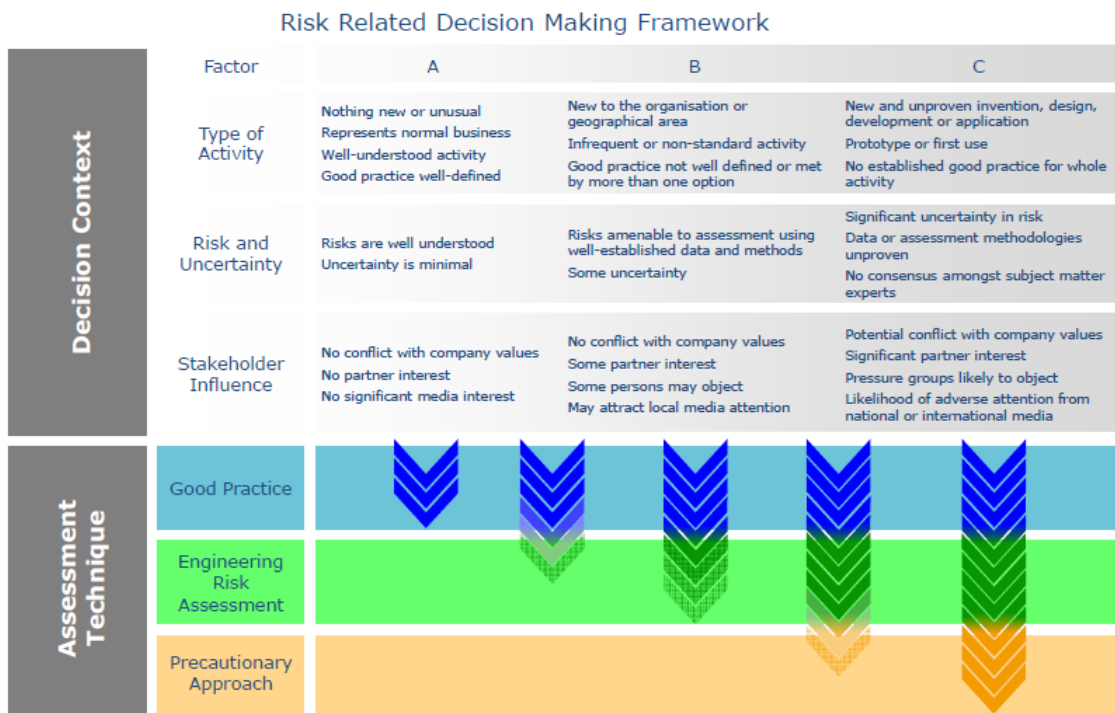 Risk Related Decision Making Framework
Decision Context
Factor
A
B
C
Type of
Activity
Nothing new or unusual
Represents normal business
Well-understood activity
Good practice well-defined
New to the organisation or
geographical area
Infrequent or non-standard activity
Good practice not well defined or met
by more than one option
New and unproven invention, design,
development or application
Prototype or first use
No established good practice for whole
activity
Risk and
Uncertainty
Risks are well understood
Uncertainty is minimal
Risks amenable to assessment using
well-established data and methods
Some uncertainty
Significant uncertainty in risk
Data or assessment methodologies
unproven
No consensus amongst subject matter
experts
Stakeholder
Influence
No conflict with company values
No partner interest
No significant media interest
No conflict with company values
Some partner interest
Some persons may object
May attract local media attention
Potential conflict with company values
Significant partner interest
Pressure groups likely to object
Likelihood of adverse attention from
national or international media
Assessment
Technique
Good Practice
Engineering
Risk
Assessment
Precautionary
Approach